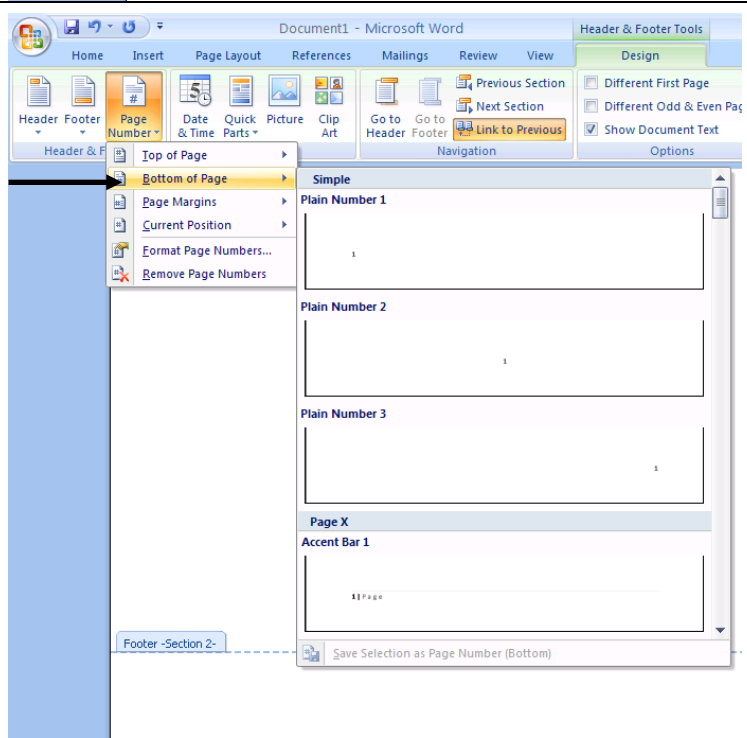 Document1 - Microsoft Word
Header & Footer Tools
Home Insert Page Layout References Mailings Review View Design
Header Footer Page Number Date & Time Quick Parts Picture Clip Art Go to Header Go to Footer
Previous Section
Next Section
Link to Previous
Different First Page
Different Odd & Even Pag
Show Document Text
Header & F Navigation Options
Top of Page
Bottom of Page
Page Margins
Current Position
Format Page Numbers...
Remove Page Numbers
Simple
Plain Number 1
1
Plain Number 2
1
Plain Number 3
1
Page X
Accent Bar 1
1|Page
Save Selection as Page Number (Bottom)
Footer -Section 2-